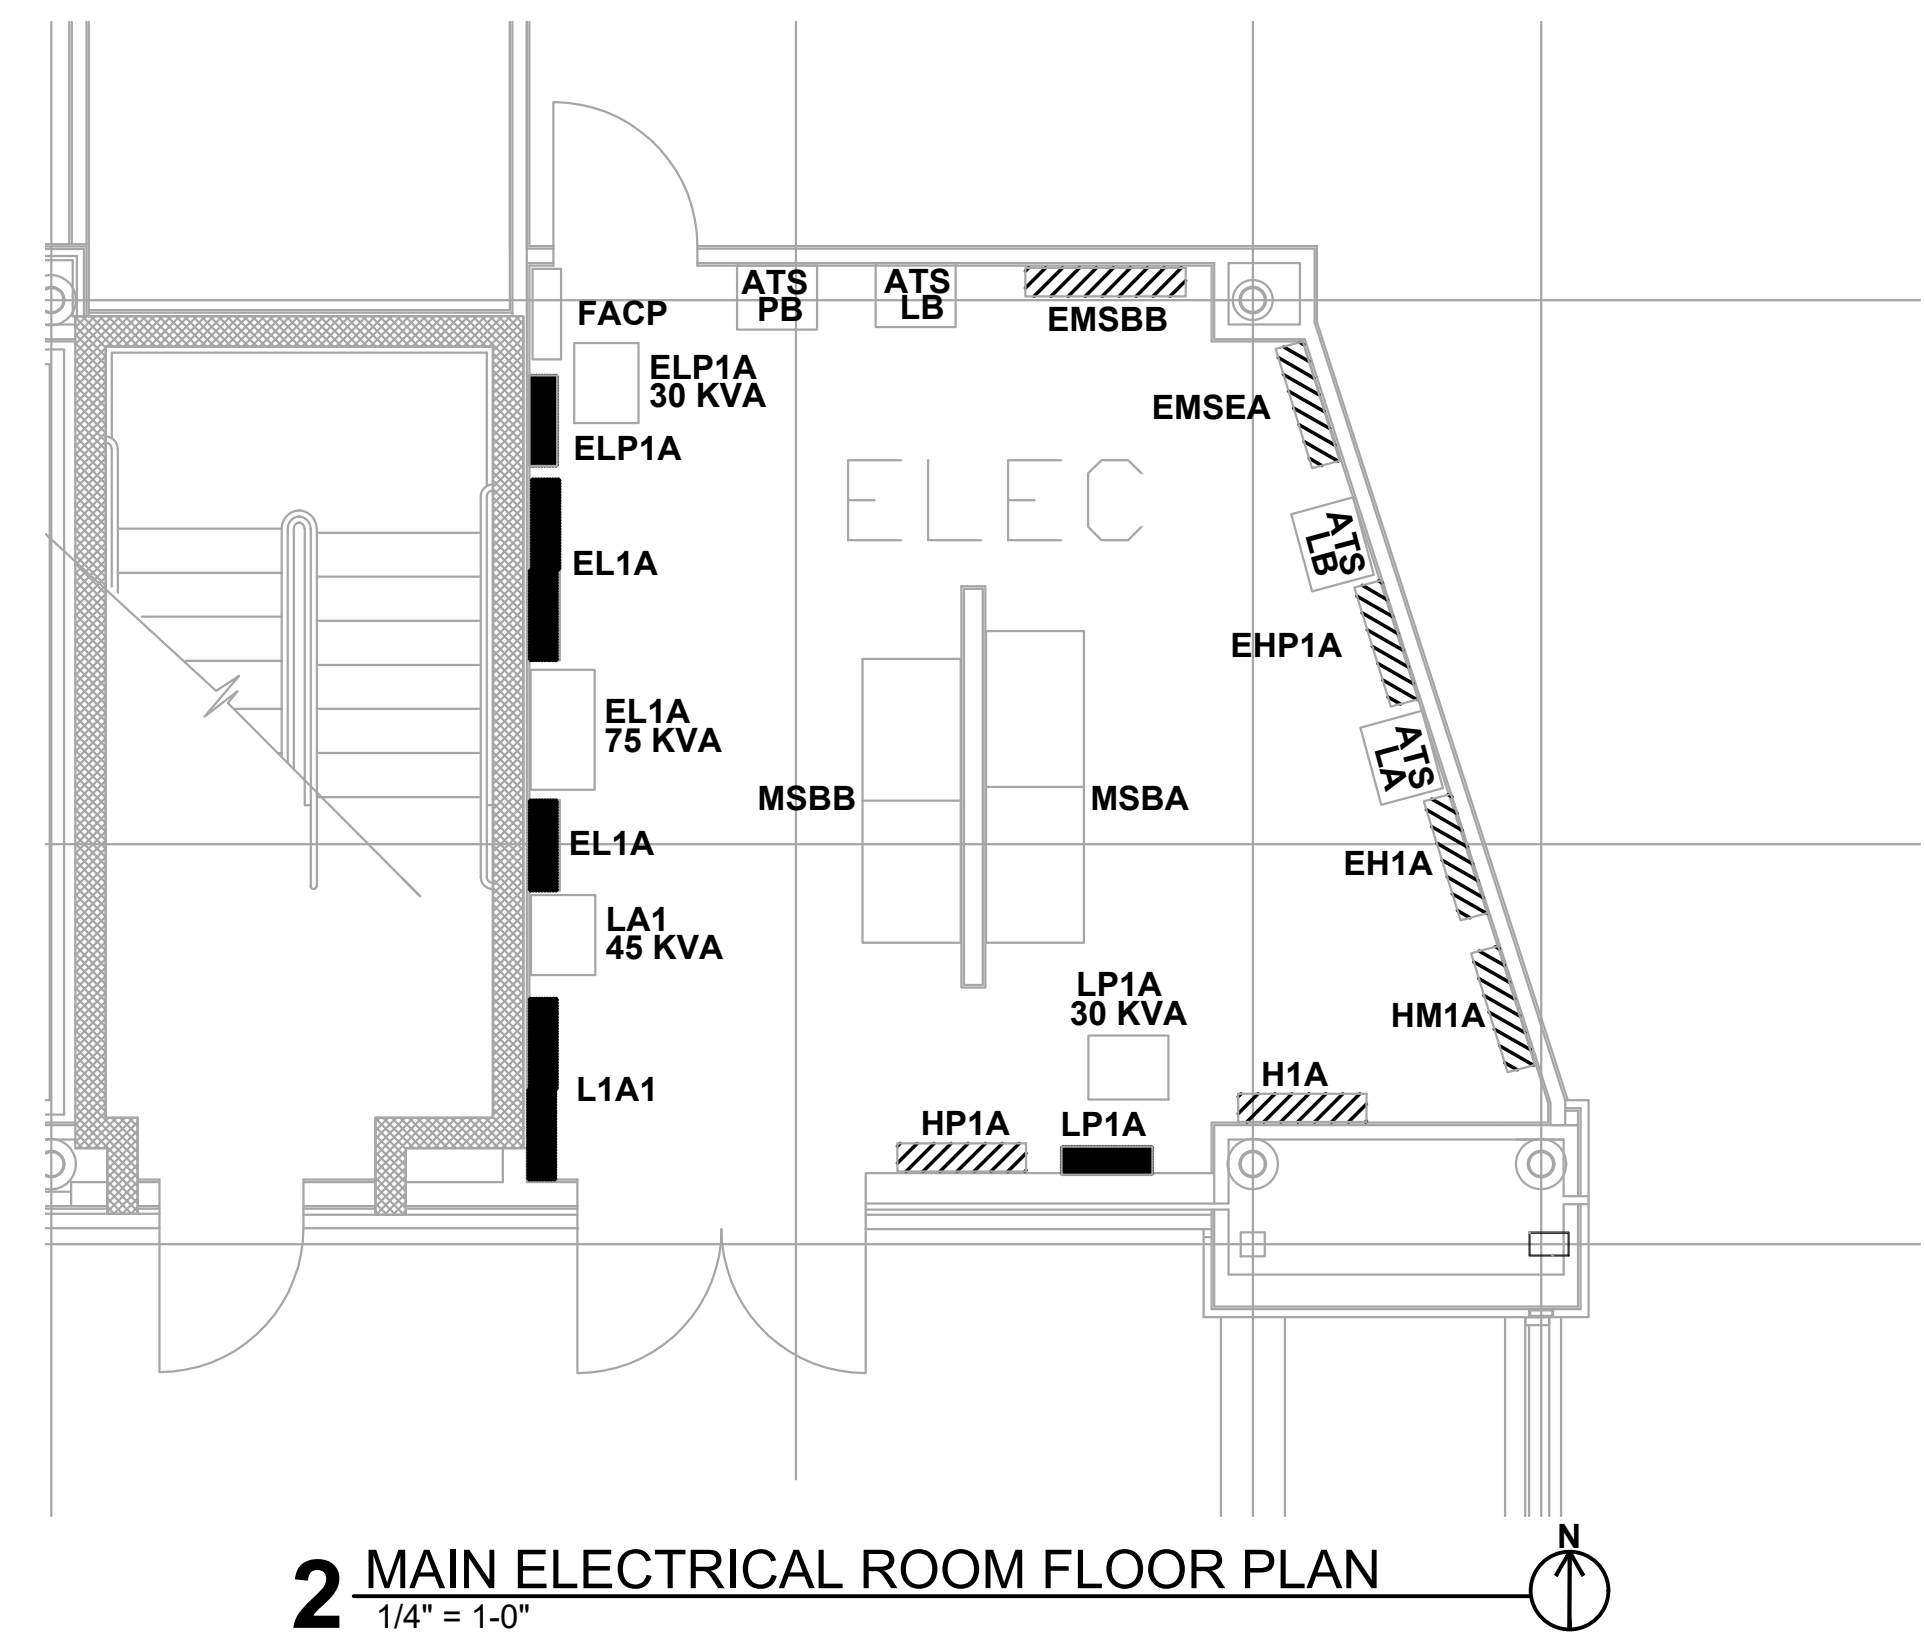 ATS
PB
ATS
LB
EMSBB
FACP
ELP1A
30 KVA
EMSEA
ELP1A
ELEC
ATS
LB
EL1A
EHP1A
EL1A
75 KVA
ATS
LA
MSBB
MSBA
EL1A
EH1A
LA1
45 KVA
LP1A
30 KVA
HM1A
H1A
L1A1
HP1A
LP1A
N
2 MAIN ELECTRICAL ROOM FLOOR PLAN
1/4" = 1-0"